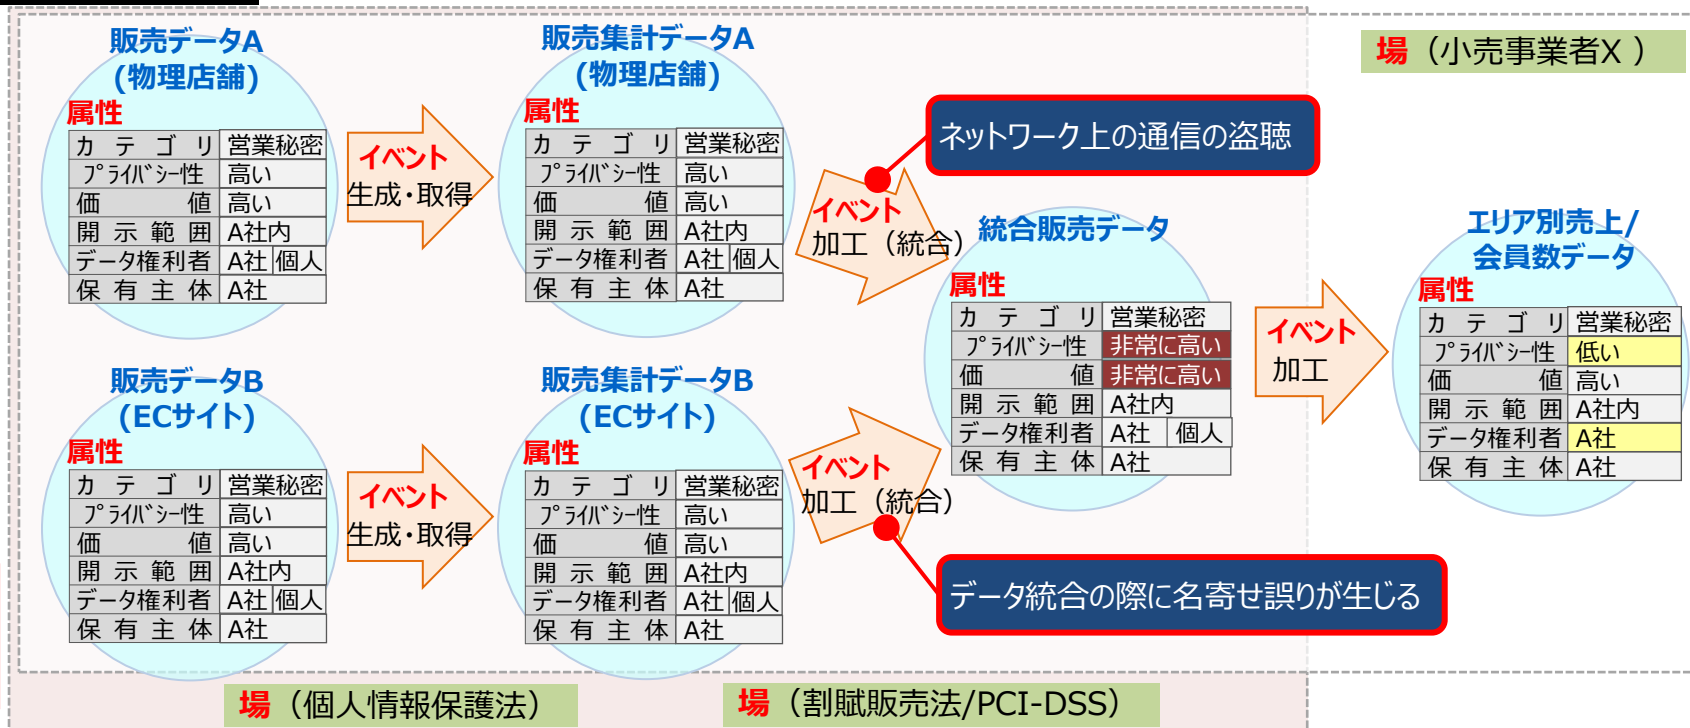 場（小売事業者X ）
販売データA
(物理店舗)
属性
カテゴリ 営業秘密
プライバシー性 高い
価値 高い
開示範囲 A社内
データ権利者 A社 個人
保有主体 A社
イベント
生成・取得
販売集計データA
(物理店舗)
属性
カテゴリ 営業秘密
プライバシー性 高い
価値 高い
開示範囲 A社内
データ権利者 A社 個人
保有主体 A社
イベント
加工（統合）
ネットワーク上の通信の盗聴
販売データB
(ECサイト)
属性
カテゴリ 営業秘密
プライバシー性 高い
価値 高い
開示範囲 A社内
データ権利者 A社 個人
保有主体 A社
イベント
生成・取得
販売集計データB
(ECサイト)
属性
カテゴリ 営業秘密
プライバシー性 高い
価値 高い
開示範囲 A社内
データ権利者 A社 個人
保有主体 A社
イベント
加工（統合）
データ統合の際に名寄せ誤りが生じる
統合販売データ
属性
カテゴリ 営業秘密
プライバシー性 非常に高い
価値 非常に高い
開示範囲 A社内
データ権利者 A社 個人
保有主体 A社
イベント
加工
エリア別売上/
会員数データ
属性
カテゴリ 営業秘密
プライバシー性 低い
価値 高い
開示範囲 A社内
データ権利者 A社
保有主体 A社
場（個人情報保護法）
場（割賦販売法/PCI-DSS）